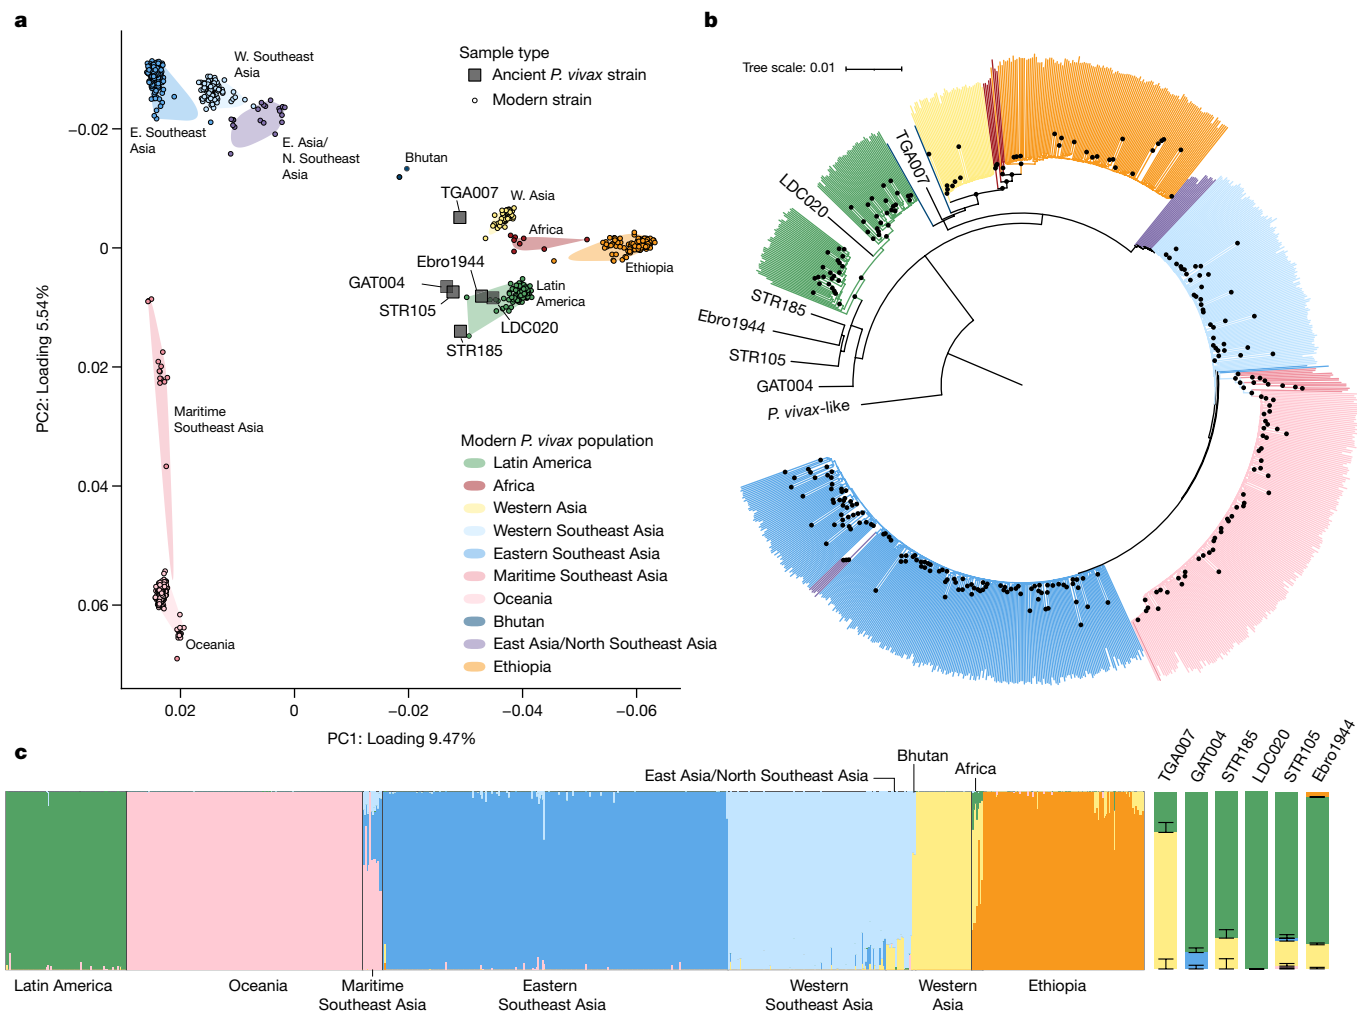 a
b
Sample type
Ancient P. vivax strain
Modern strain
W. Southeast
Asia
E. Southeast
Asia
E. Asia/
N. Southeast
Asia
Bhutan
TGA007
W. Asia
Africa
Ethiopia
Ebro1944
GAT004
STR105
Latin
America
LDC020
STR185
Maritime
Southeast Asia
Oceania
−0.02
0
0.02
0.04
0.06
PC2: Loading 5.54%
0.02
0
−0.02
−0.04
−0.06
PC1: Loading 9.47%
Modern P. vivax population
Latin America
Africa
Western Asia
Western Southeast Asia
Eastern Southeast Asia
Maritime Southeast Asia
Oceania
Bhutan
East Asia/North Southeast Asia
Ethiopia
Tree scale: 0.01
TGA007
LDC020
STR185
Ebro1944
STR105
GAT004
P. vivax-like
c
East Asia/North Southeast Asia
Bhutan
Africa
TGA007
GAT004
STR185
LDC020
STR105
Ebro1944
Latin America
Oceania
Maritime
Southeast Asia
Eastern
Southeast Asia
Western
Southeast Asia
Western
Asia
Ethiopia